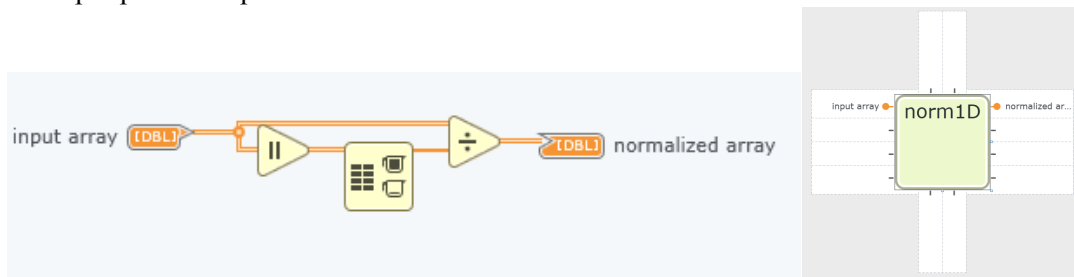 input array [DBL] normalized array
[DBL]
input array norm1D normalized ar...